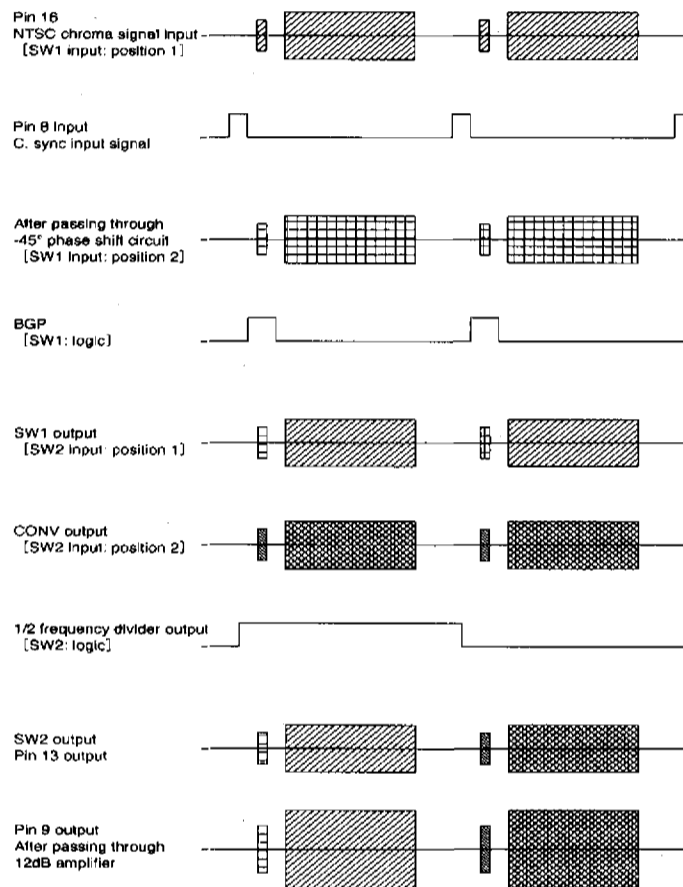 Pin 16
NTSC chroma signal input
[SW1 input: position 1]
Pin 8 Input
C. sync input signal
After passing through
-45° phase shift circuit
[SW1 Input: position 2]
BGP
[SW1: logic]
SW1 output
[SW2 Input: position 1]
CONV output
[SW2 Input: position 2]
1/2 frequency divider output
[SW2: logic]
SW2 output
Pin 13 output
Pin 9 output
After passing through
12dB amplifier